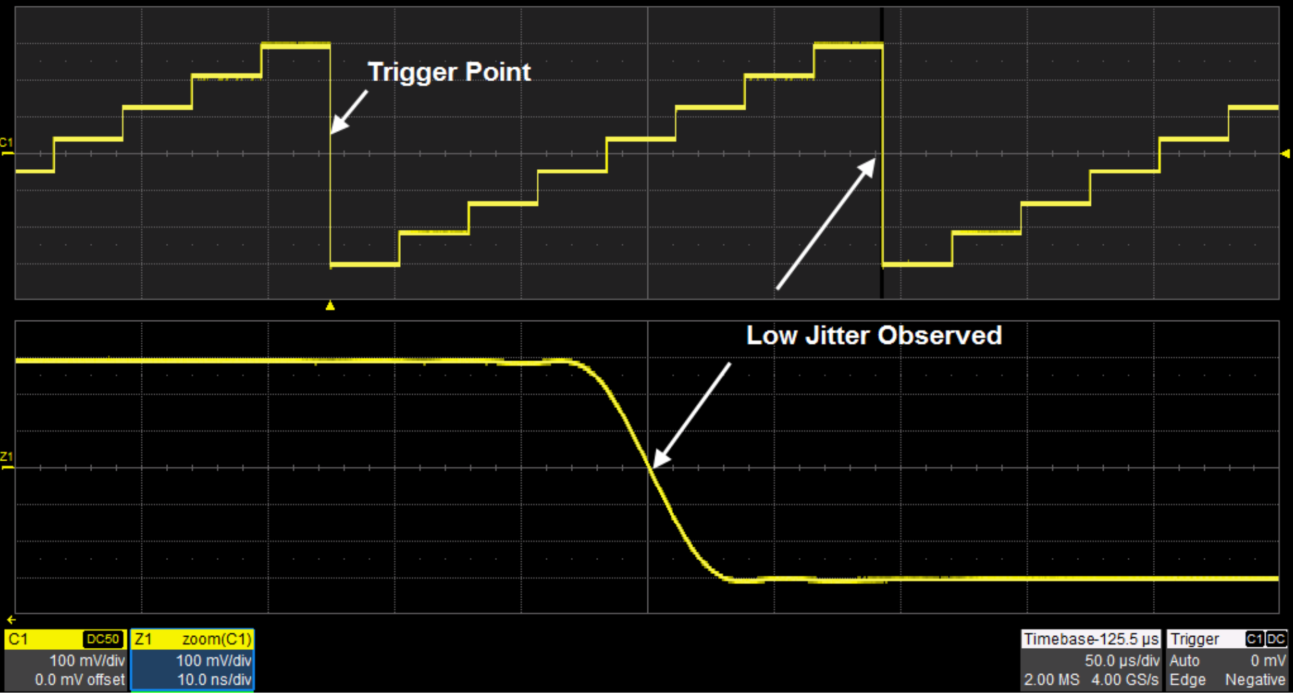 Trigger Point
C1
Low Jitter Observed
Z1
C1 DC50
100 mV/div
0.0 mV offset
Z1 zoom(C1)
100 mV/div
10.0 ns/div
Timebase-125.5 µs
50.0 µs/div
2.00 MS 4.00 GS/s
Trigger C1 DC
Auto 0 mV
Edge Negative